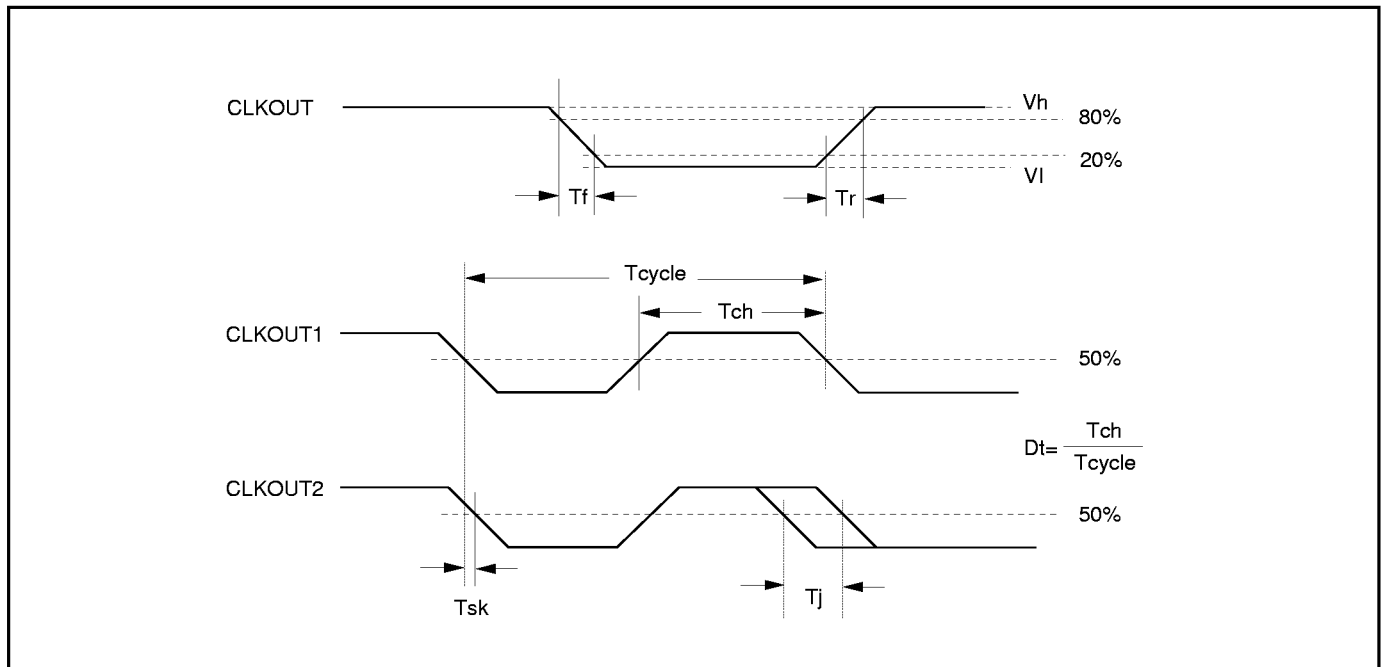 CLKOUT
Vh
80%
20%
Vl
Tf
Tr
Tcycle
Tch
CLKOUT1
50%
Dt= Tch
Tcycle
CLKOUT2
50%
Tsk
Tj